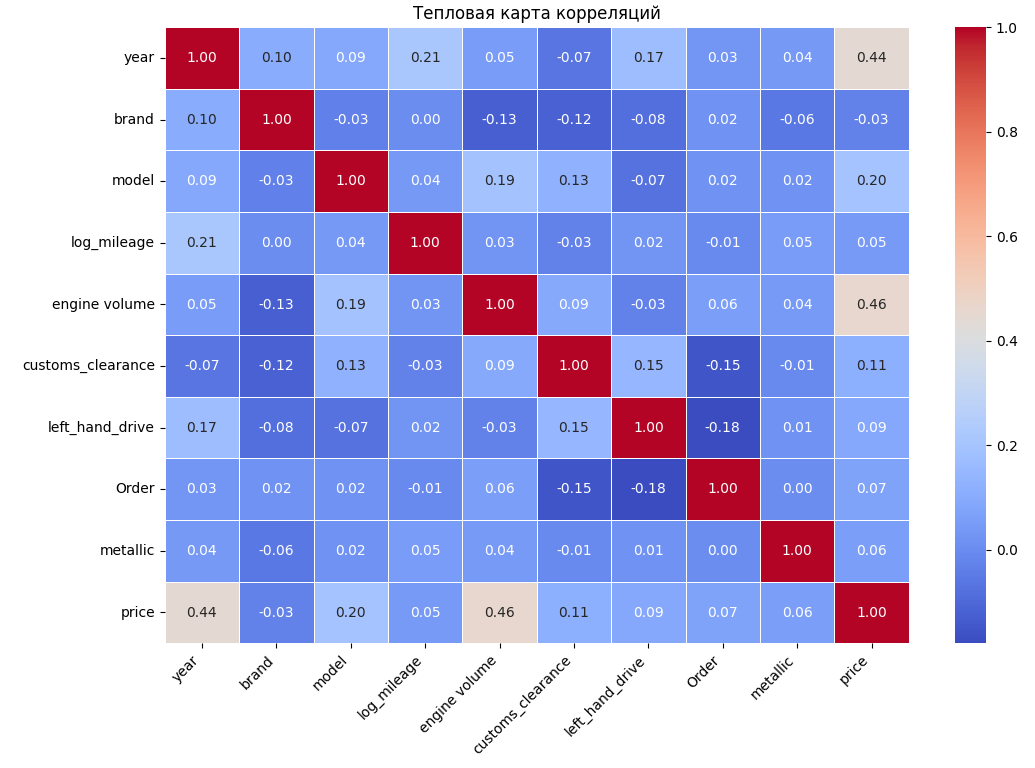 Тепловая карта корреляций
year 1.00 0.10 0.09 0.21 0.05 -0.07 0.17 0.03 0.04 0.44
brand 0.10 1.00 -0.03 0.00 -0.13 -0.12 -0.08 0.02 -0.06 -0.03
model 0.09 -0.03 1.00 0.04 0.19 0.13 -0.07 0.02 0.02 0.20
log_mileage 0.21 0.00 0.04 1.00 0.03 -0.03 0.02 -0.01 0.05 0.05
engine volume 0.05 -0.13 0.19 0.03 1.00 0.09 -0.03 0.06 0.04 0.46
customs_clearance -0.07 -0.12 0.13 -0.03 0.09 1.00 0.15 -0.15 -0.01 0.11
left_hand_drive 0.17 -0.08 -0.07 0.02 -0.03 0.15 1.00 -0.18 0.01 0.09
Order 0.03 0.02 0.02 -0.01 0.06 -0.15 -0.18 1.00 0.00 0.07
metallic 0.04 -0.06 0.02 0.05 0.04 -0.01 0.01 0.00 1.00 0.06
price 0.44 -0.03 0.20 0.05 0.46 0.11 0.09 0.07 0.06 1.00
year brand model log_mileage engine volume customs_clearance left_hand_drive Order metallic price
1.0
0.8
0.6
0.4
0.2
0.0